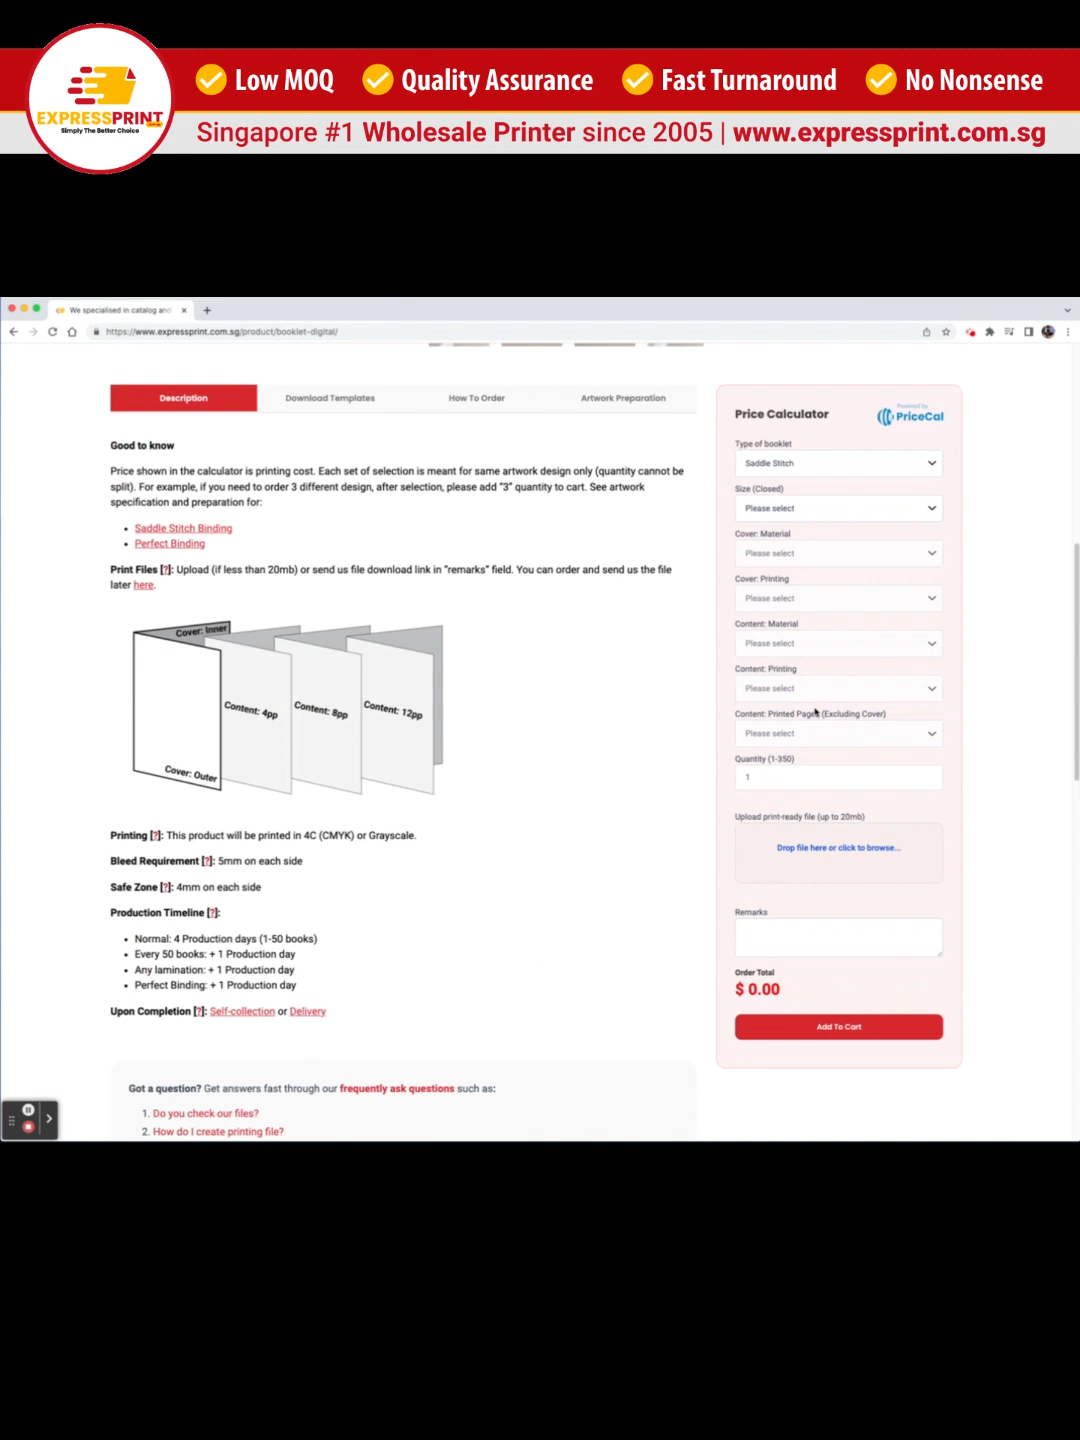 Low MOQ
Quality Assurance
Fast Turnaround
No Nonsense
EXPRESSPRINT
Simply The Better Choice
Singapore #1 Wholesale Printer since 2005 | www.expressprint.com.sg
We specialised in catalog and
https://www.expressprint.com.sg/product/booklet-digital/
Description
Download Templates
How To Order
Artwork Preparation
Good to know
Price shown in the calculator is printing cost. Each set of selection is meant for same artwork design only (quantity cannot be
split). For example, if you need to order 3 different design, after selection, please add "3" quantity to cart. See artwork
specification and preparation for:
• Saddle Stitch Binding
• Perfect Binding
Print Files [?]: Upload (if less than 20mb) or send us file download link in "remarks" field. You can order and send us the file
later here.
Cover: Inner
Content: 4pp
Content: 8pp
Content: 12pp
Cover: Outer
Printing [?]: This product will be printed in 4C (CMYK) or Grayscale.
Bleed Requirement [?]: 5mm on each side
Safe Zone [?]: 4mm on each side
Production Timeline [?]:
• Normal: 4 Production days (1-50 books)
• Every 50 books: + 1 Production day
• Any lamination: + 1 Production day
• Perfect Binding: + 1 Production day
Upon Completion [?]: Self-collection or Delivery
Got a question? Get answers fast through our frequently ask questions such as:
1. Do you check our files?
2. How do I create printing file?
Price Calculator
Powered by
PriceCal
Type of booklet
Saddle Stitch
Size (Closed)
Please select
Cover: Material
Please select
Cover: Printing
Please select
Content: Material
Please select
Content: Printing
Please select
Content: Printed Pages (Excluding Cover)
Please select
Quantity (1-350)
1
Upload print-ready file (up to 20mb)
Drop file here or click to browse...
Remarks
Order Total
$ 0.00
Add To Cart